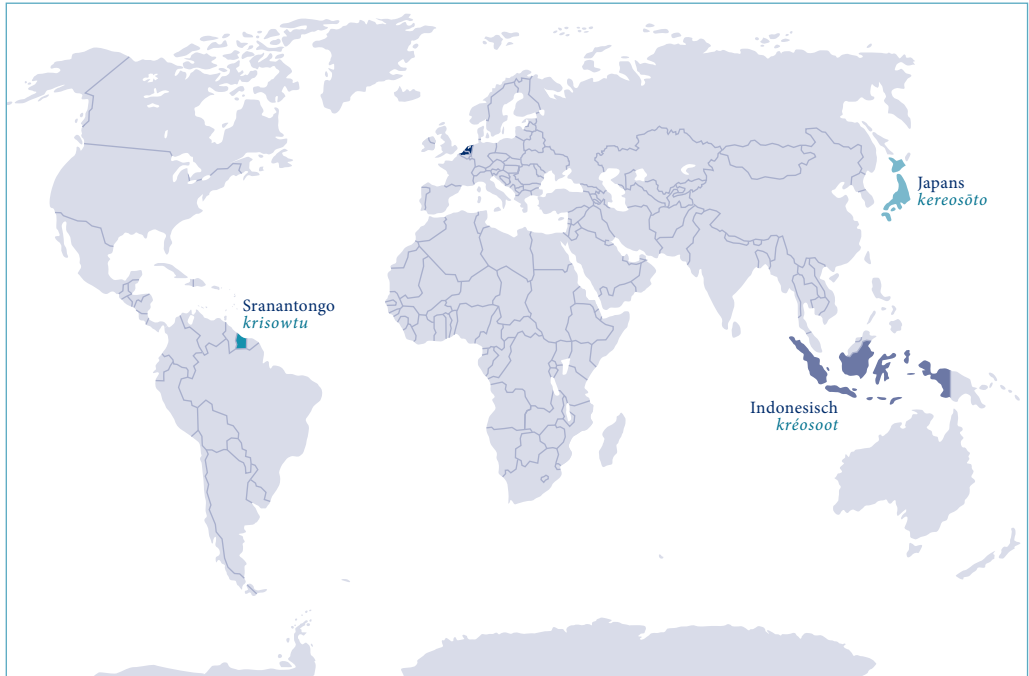 Japans
kereosōto
Sranantongo
krisowtu
Indonesisch
kréosoot